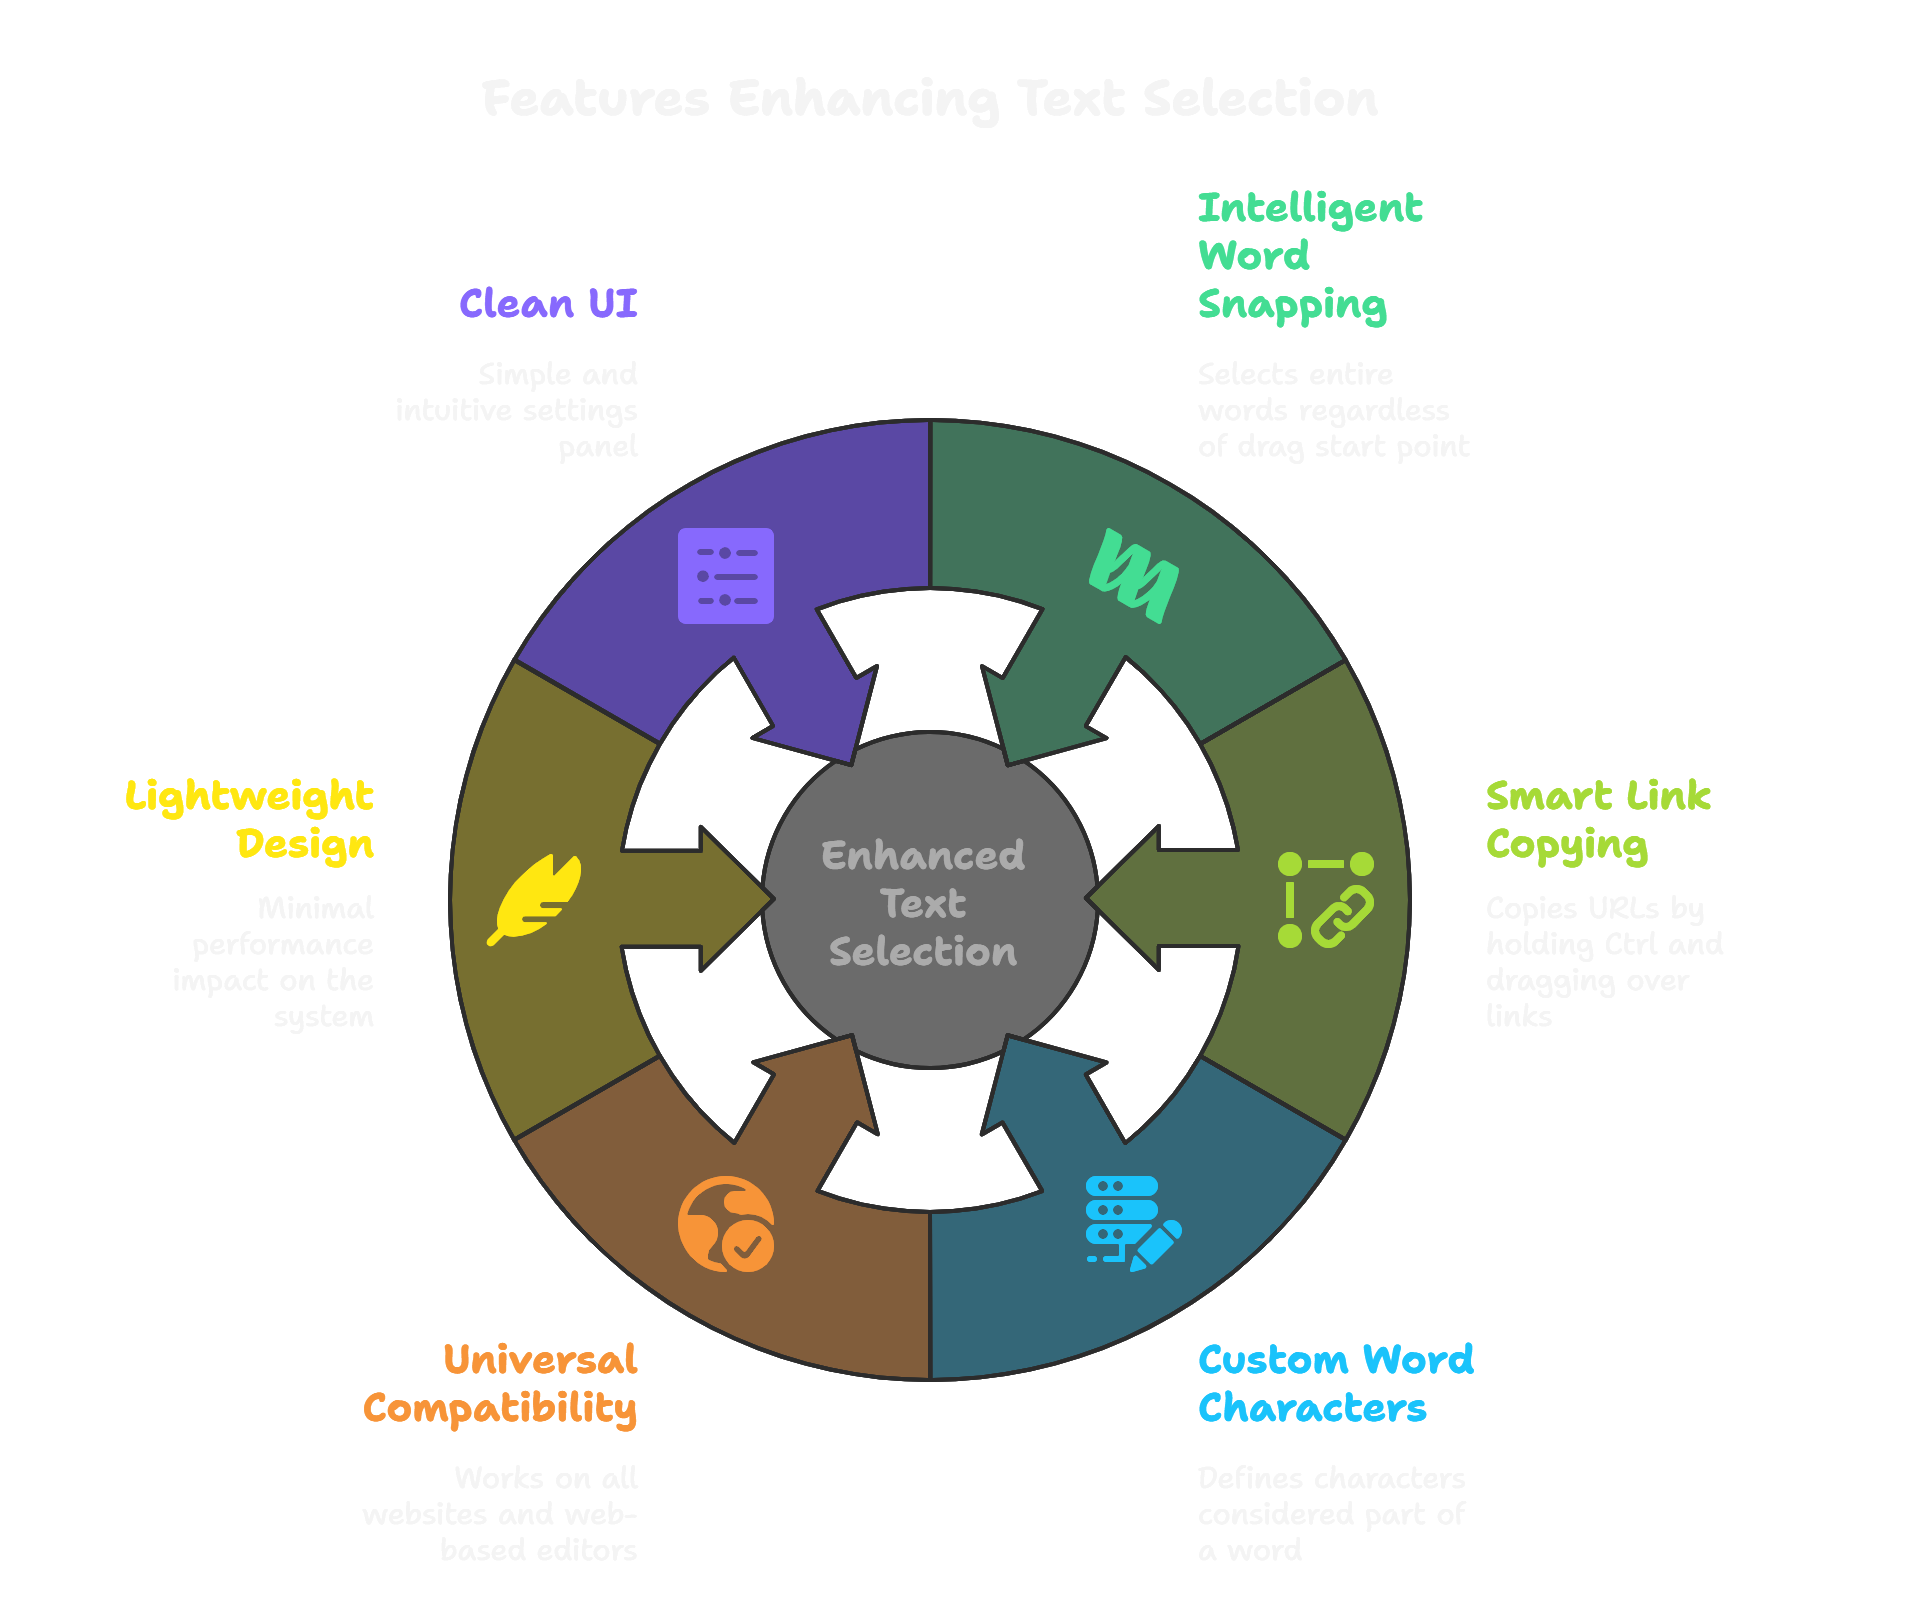 Features Enhancing Text Selection
Intelligent
Word
Snapping
Selects entire
words regardless
of drag start point
Clean UI
Simple and
intuitive settings
panel
Lightweight
Design
Minimal
performance
impact on the
system
Enhanced
Text
Selection
Smart Link
Copying
Copies URLs by
holding Ctrl and
dragging over
links
Universal
Compatibility
Works on all
websites and web-
based editors
Custom Word
Characters
Defines characters
considered part of
a word